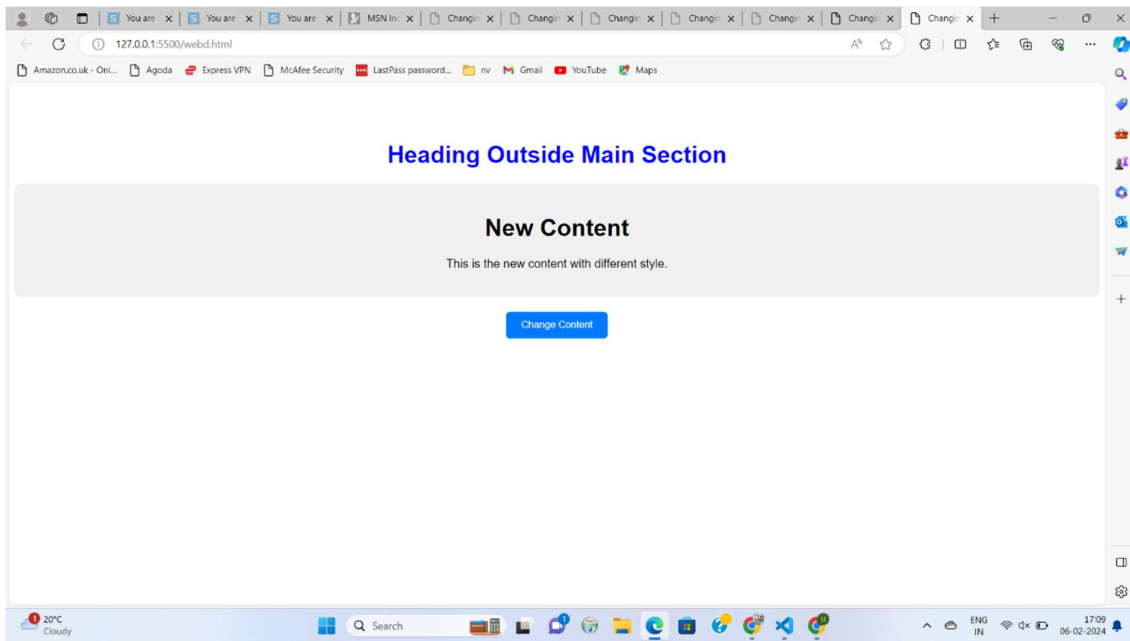 You are
You are
You are
MSN In
Changin
Changin
Changin
Changin
Changin
Changin
Changin
127.0.0.1:5500/webd.html
Amazon.co.uk - Onl...
Agoda
Express VPN
McAfee Security
LastPass password...
nv
Gmail
YouTube
Maps
Heading Outside Main Section
New Content
This is the new content with different style.
Change Content
1
20°C
Cloudy
Search
ENG
IN
17:09
06-02-2024